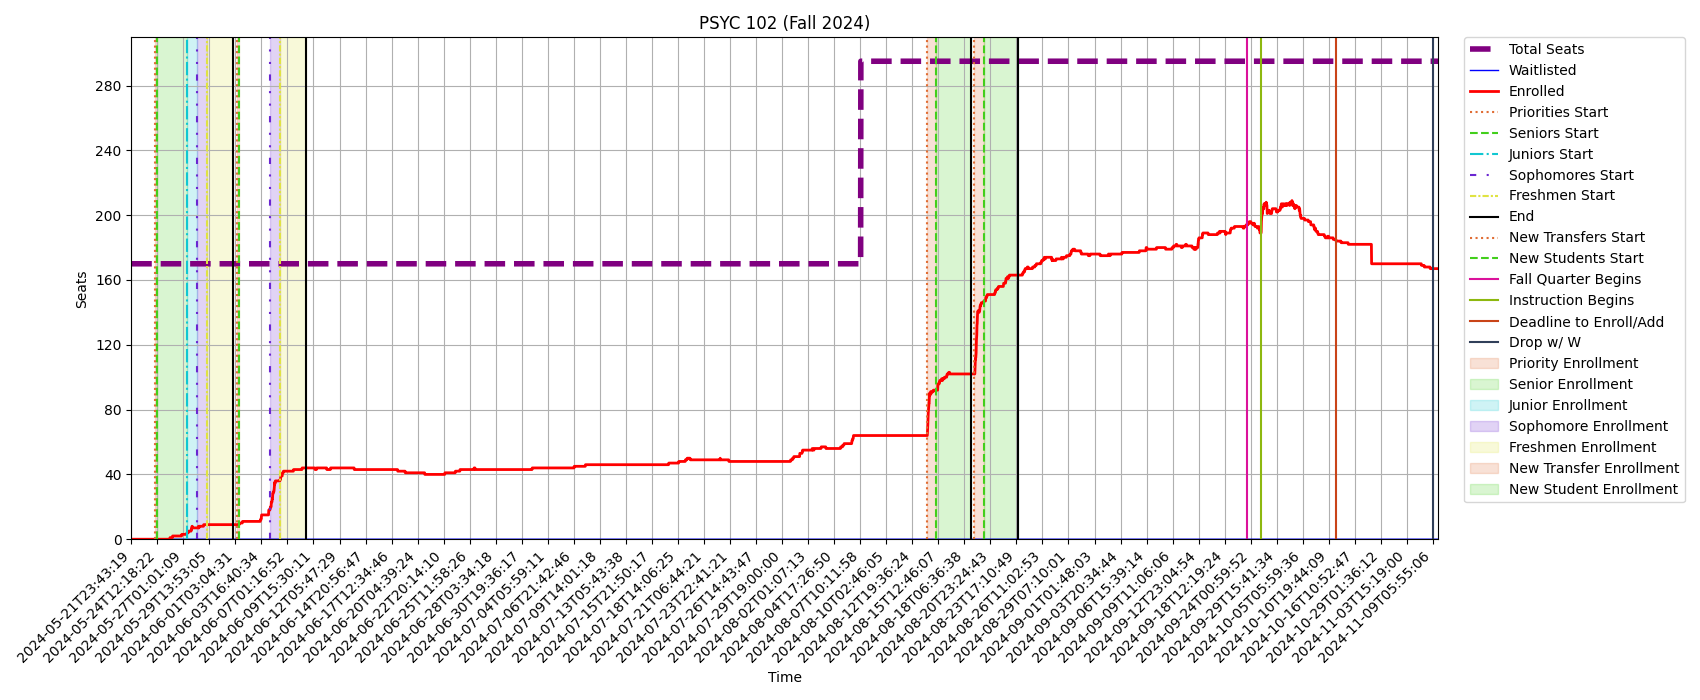 PSYC 102 (Fall 2024)
Seats
280
240
200
160
120
80
40
0
2024-05-21T23:43:19
2024-05-24T12:18:22
2024-05-27T01:01:09
2024-05-29T13:53:05
2024-06-01T03:04:31
2024-06-03T16:40:34
2024-06-07T01:16:52
2024-06-09T15:30:11
2024-06-12T05:47:29
2024-06-14T20:56:47
2024-06-17T12:34:46
2024-06-20T04:39:24
2024-06-22T20:14:10
2024-06-25T11:58:26
2024-06-28T03:34:18
2024-06-30T19:36:17
2024-07-04T05:59:11
2024-07-06T21:42:46
2024-07-09T14:01:18
2024-07-13T05:43:38
2024-07-15T21:50:17
2024-07-18T14:06:25
2024-07-21T06:44:21
2024-07-23T22:41:21
2024-07-26T14:43:47
2024-07-29T19:00:00
2024-08-02T01:07:13
2024-08-04T17:26:50
2024-08-07T10:11:58
2024-08-10T02:46:05
2024-08-12T19:36:24
2024-08-15T12:46:07
2024-08-18T06:36:38
2024-08-20T23:24:43
2024-08-23T17:10:49
2024-08-26T11:02:53
2024-08-29T07:10:01
2024-09-01T01:48:03
2024-09-03T20:34:44
2024-09-06T15:39:14
2024-09-09T11:06:06
2024-09-12T23:04:54
2024-09-18T12:19:24
2024-09-24T00:59:52
2024-09-29T15:41:34
2024-10-05T05:59:36
2024-10-10T19:44:09
2024-10-16T10:52:47
2024-10-29T01:36:12
2024-11-03T15:19:00
2024-11-09T05:55:06
Time
Total Seats
Waitlisted
Enrolled
Priorities Start
Seniors Start
Juniors Start
Sophomores Start
Freshmen Start
End
New Transfers Start
New Students Start
Fall Quarter Begins
Instruction Begins
Deadline to Enroll/Add
Drop w/ W
Priority Enrollment
Senior Enrollment
Junior Enrollment
Sophomore Enrollment
Freshmen Enrollment
New Transfer Enrollment
New Student Enrollment